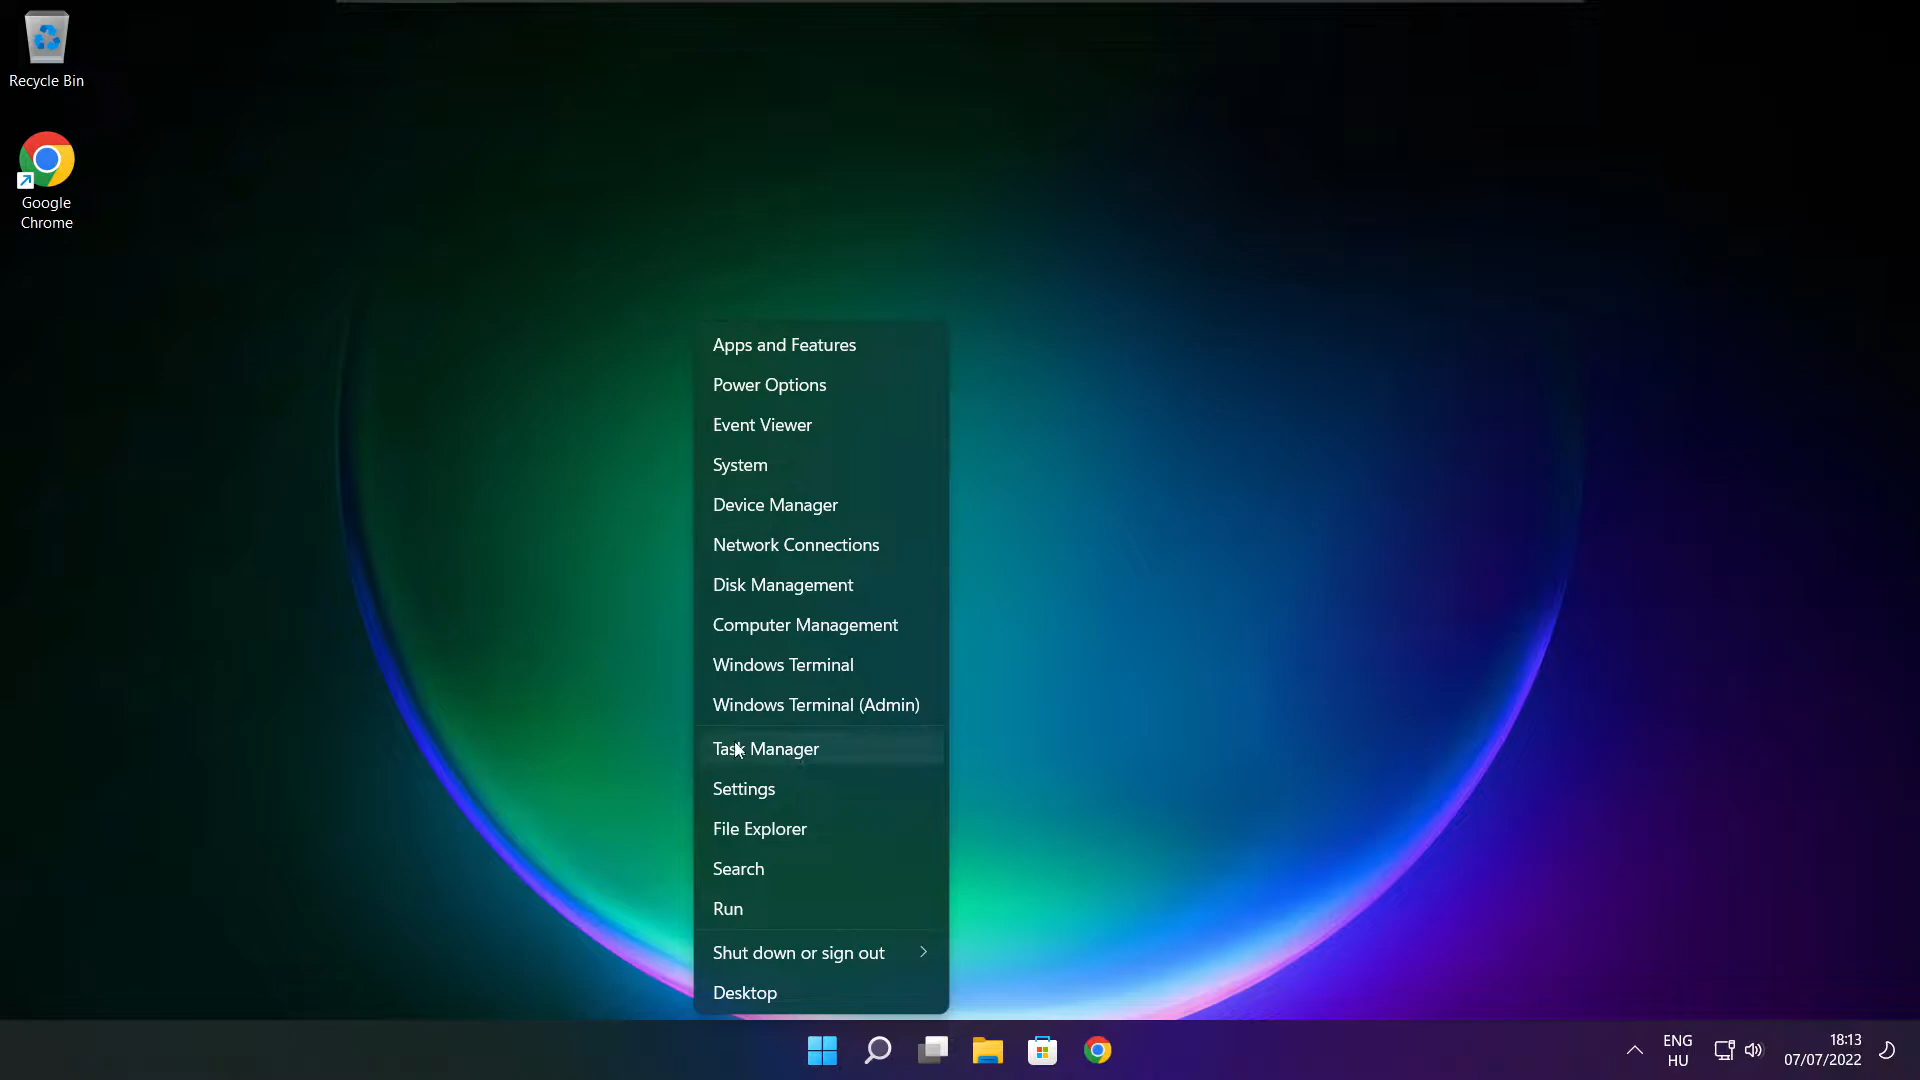 Recycle Bin
Google
Chrome
Apps and Features
Power Options
Event Viewer
System
Device Manager
Network Connections
Disk Management
Computer Management
Windows Terminal
Windows Terminal (Admin)
Task Manager
Settings
File Explorer
Search
Run
Shut down or sign out
Desktop
ENG
HU
18:13
07/07/2022